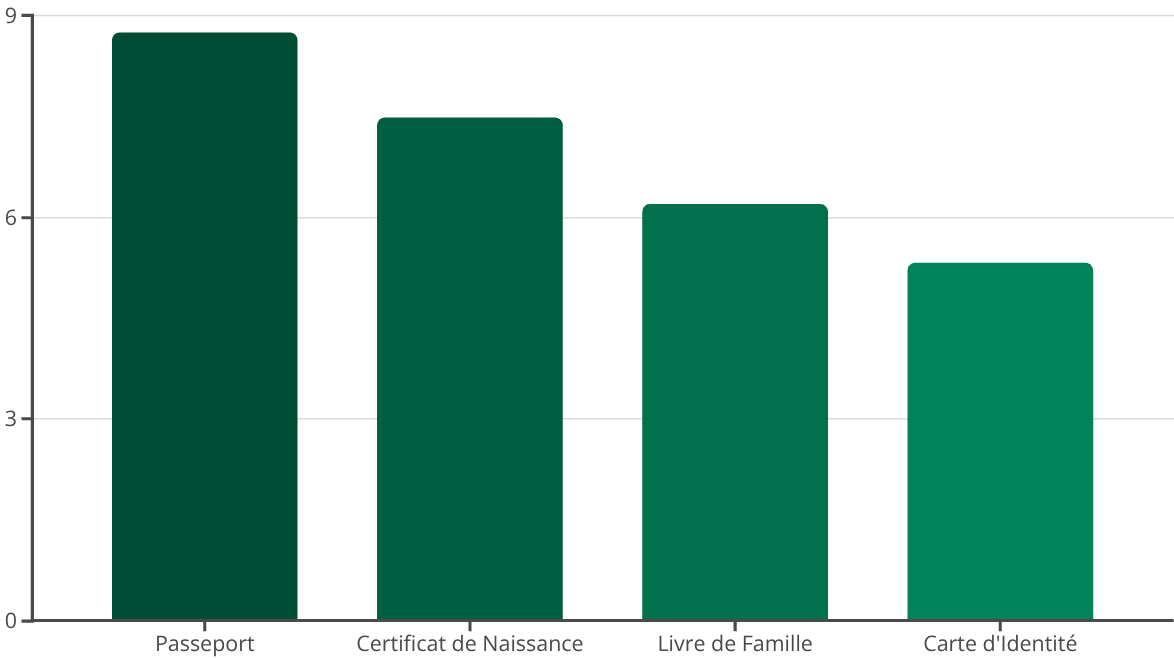 9
6
3
0
Passeport Certificat de Naissance Livre de Famille Carte d'Identité